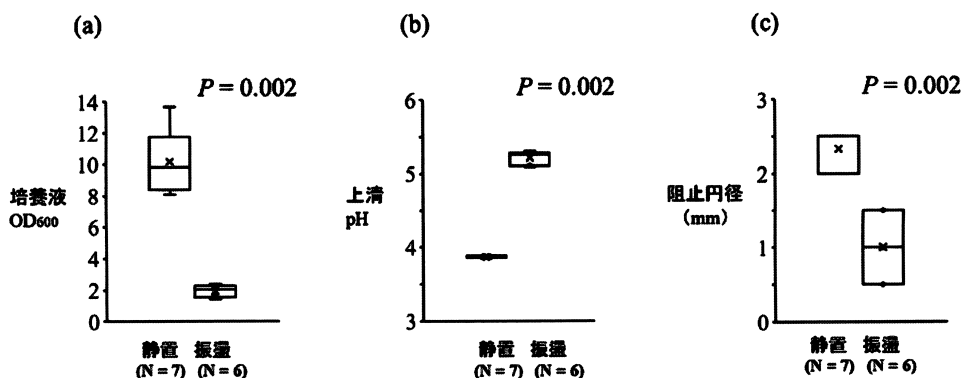 (a)
P = 0.002
14
12
10
8
6
4
2
0
培養液
OD600
静置 振盪
(N = 7) (N = 6)
(b)
P = 0.002
6
5
4
3
上清
pH
静置 振盪
(N = 7) (N = 6)
(c)
P = 0.002
3
2
1
0
阻止円径
(mm)
静置 振盪
(N = 7) (N = 6)